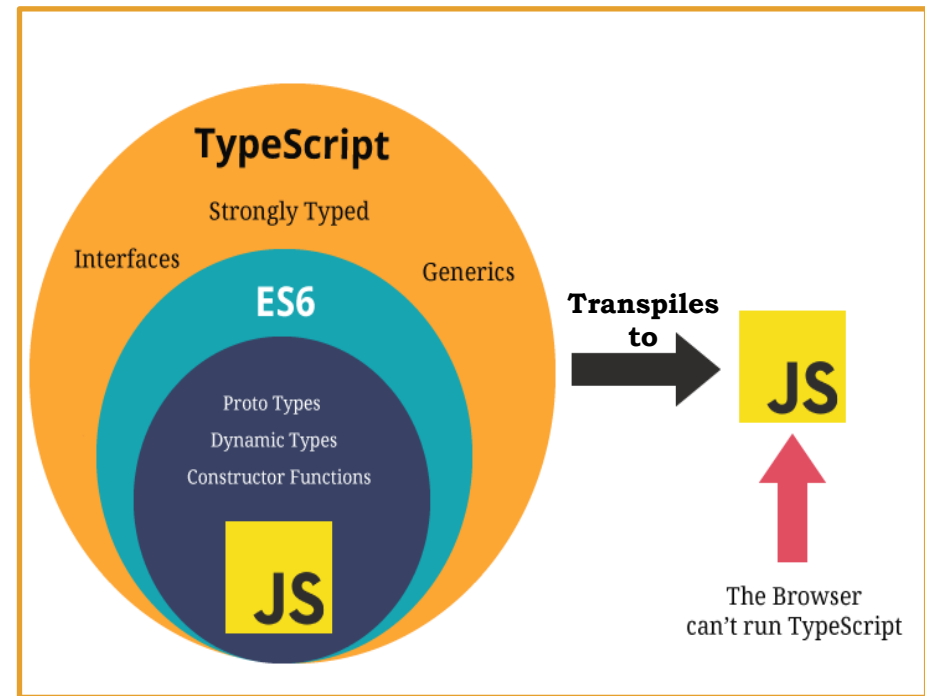 TypeScript
Strongly Typed
Interfaces
Generics
ES6
Proto Types
Dynamic Types
Constructor Functions
JS
Transpiles
to
JS
The Browser
can't run TypeScript